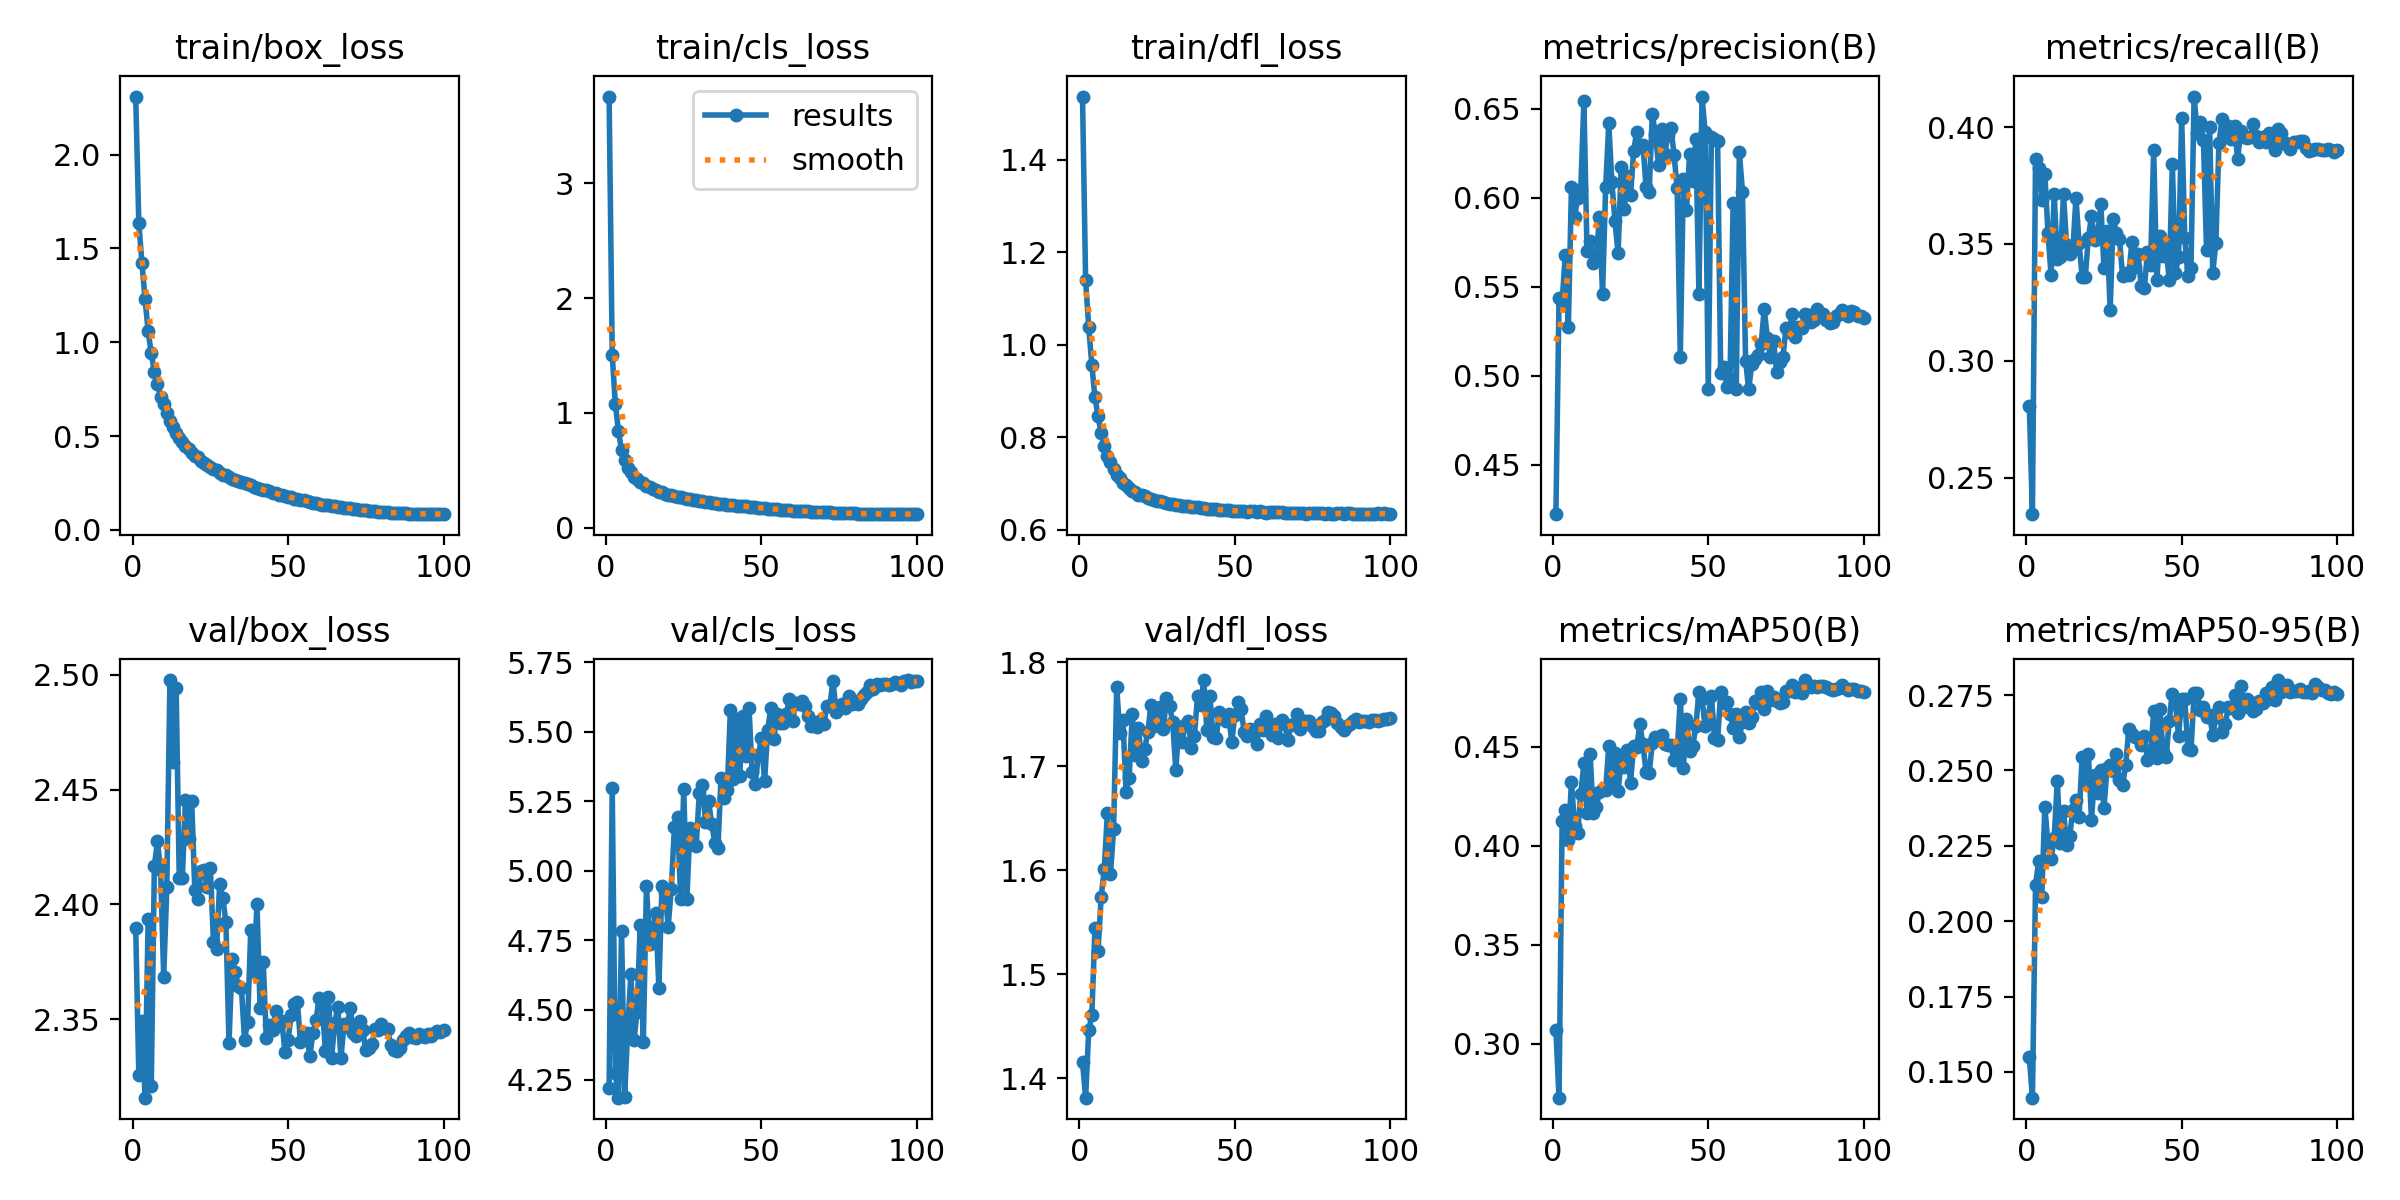 train/box_loss
2.0
1.5
1.0
0.5
0.0
0 50 100
train/cls_loss
results
smooth
3
2
1
0
0 50 100
train/dfl_loss
1.4
1.2
1.0
0.8
0.6
0 50 100
metrics/precision(B)
0.65
0.60
0.55
0.50
0.45
0 50 100
metrics/recall(B)
0.40
0.35
0.30
0.25
0 50 100
val/box_loss
2.50
2.45
2.40
2.35
0 50 100
val/cls_loss
5.75
5.50
5.25
5.00
4.75
4.50
4.25
0 50 100
val/dfl_loss
1.8
1.7
1.6
1.5
1.4
0 50 100
metrics/mAP50(B)
0.45
0.40
0.35
0.30
0 50 100
metrics/mAP50-95(B)
0.275
0.250
0.225
0.200
0.175
0.150
0 50 100